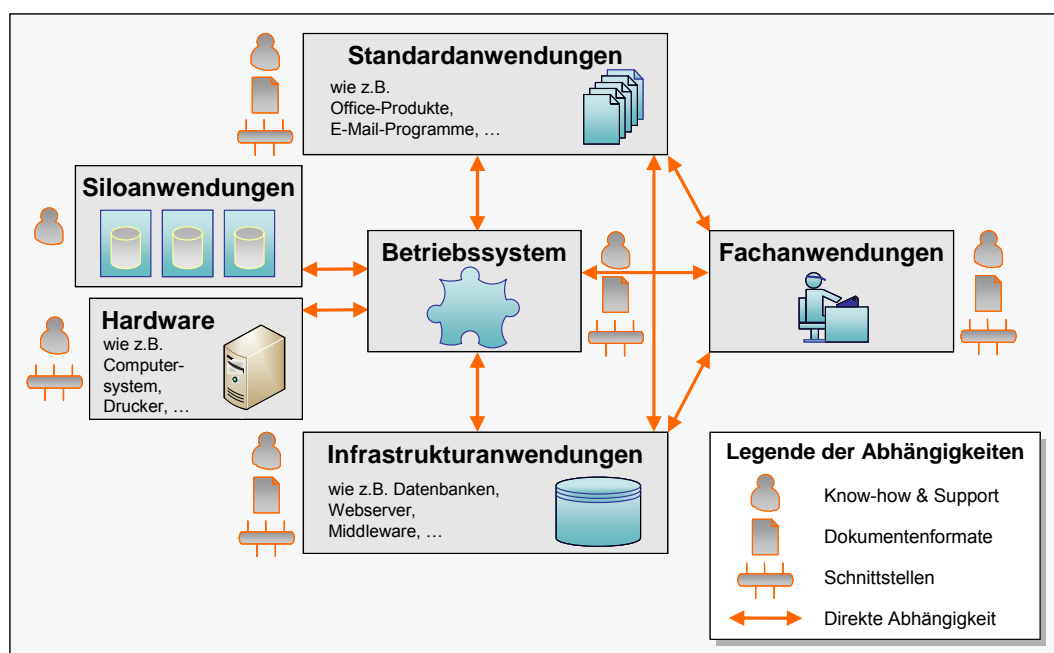 Standardanwendungen
wie z.B.
Office-Produkte,
E-Mail-Programme, …
Siloanwendungen
Betriebssystem
Fachanwendungen
Hardware
wie z.B.
Computer-
system,
Drucker, …
Infrastrukturanwendungen
wie z.B. Datenbanken,
Webserver,
Middleware, …
Legende der Abhängigkeiten
Know-how & Support
Dokumentenformate
Schnittstellen
Direkte Abhängigkeit